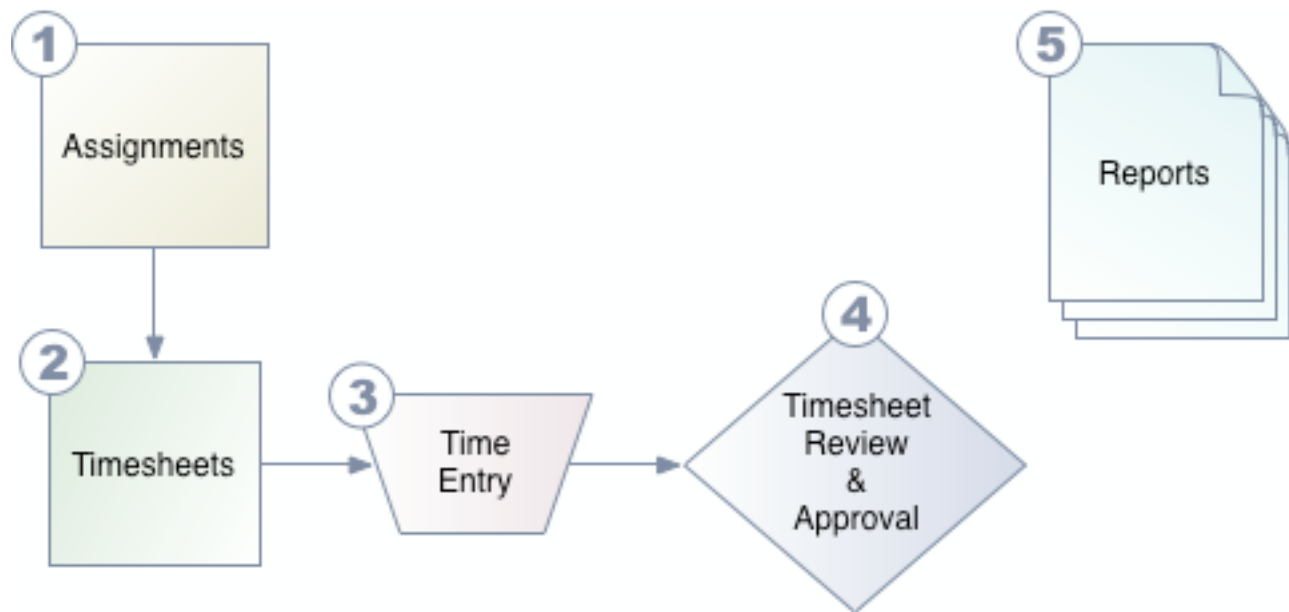 1
Assignments
2
Timesheets
3
Time
Entry
4
Timesheet
Review
&
Approval
5
Reports